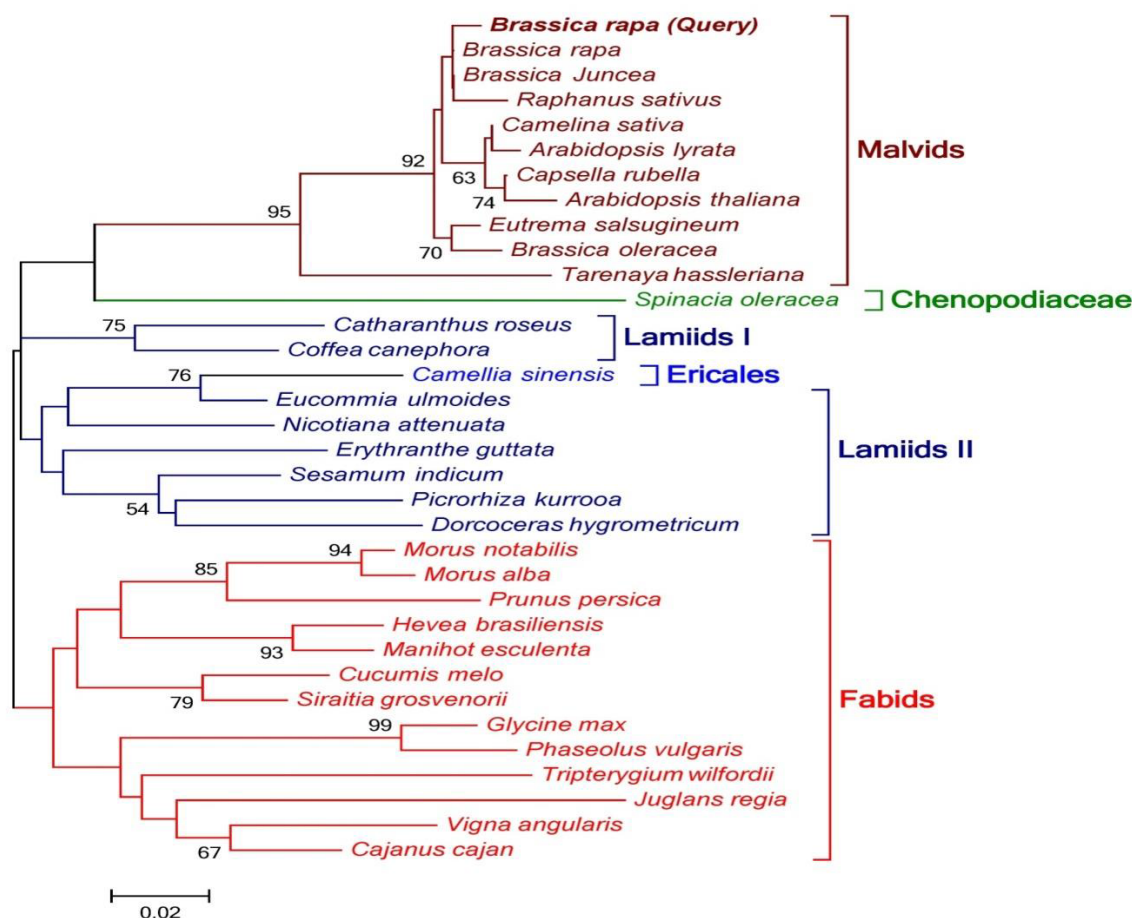 Brassica rapa (Query)
Brassica rapa
Brassica Juncea
Raphanus sativus
Camelina sativa
92
Arabidopsis lyrata
Malvids
63
Capsella rubella
74
Arabidopsis thaliana
95
Eutrema salsugineum
70
Brassica oleracea
Tarenaya hassleriana
Spinacia oleracea
Chenopodiaceae
75
Catharanthus roseus
Lamiids I
Coffea canephora
76
Camellia sinensis
Ericales
Eucommia ulmoides
Nicotiana attenuata
Erythranthe guttata
Lamiids II
Sesamum indicum
54
Picrorhiza kurrooa
Dorcoceras hygrometricum
94
Morus notabilis
85
Morus alba
Prunus persica
Hevea brasiliensis
93
Manihot esculenta
Cucumis melo
79
Siraitia grosvenorii
Fabids
99
Glycine max
Phaseolus vulgaris
Tripterygium wilfordii
Juglans regia
Vigna angularis
67
Cajanus cajan
0.02